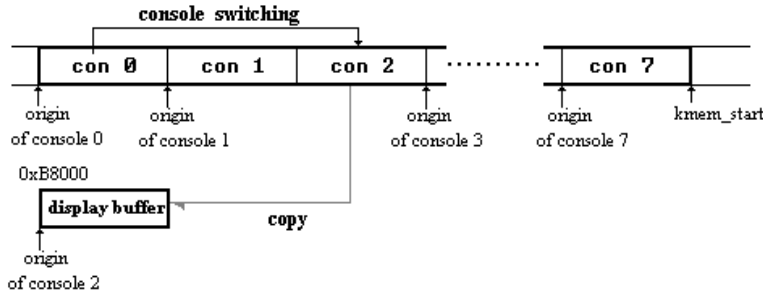 console switching
con 0 con 1 con 2 ·········· con 7
origin
of console 0
origin
of console 1
origin
of console 3
origin
of console 7
kmem_start
0xB8000
display buffer
copy
origin
of console 2